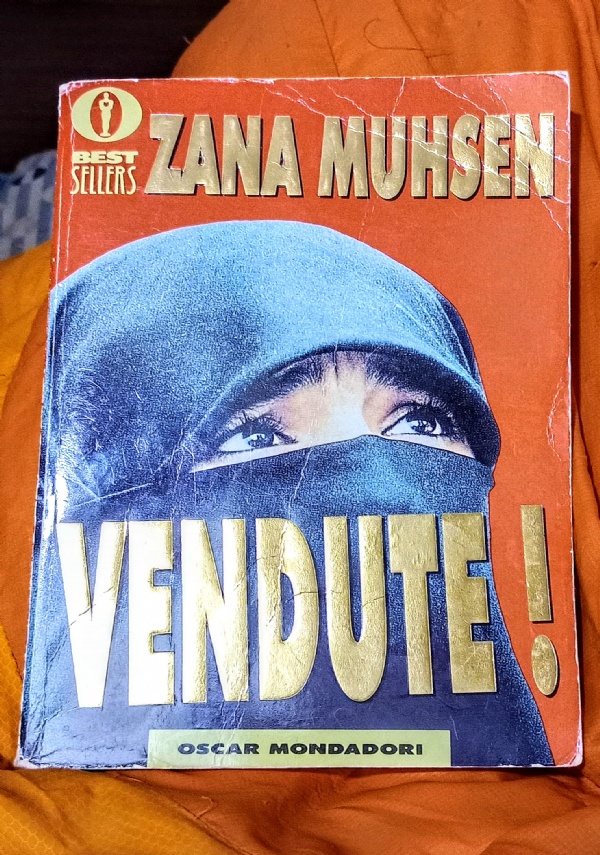 BEST
SELLERS
ZANA MUHSEN
VENDUTE!
OSCAR MONDADORI